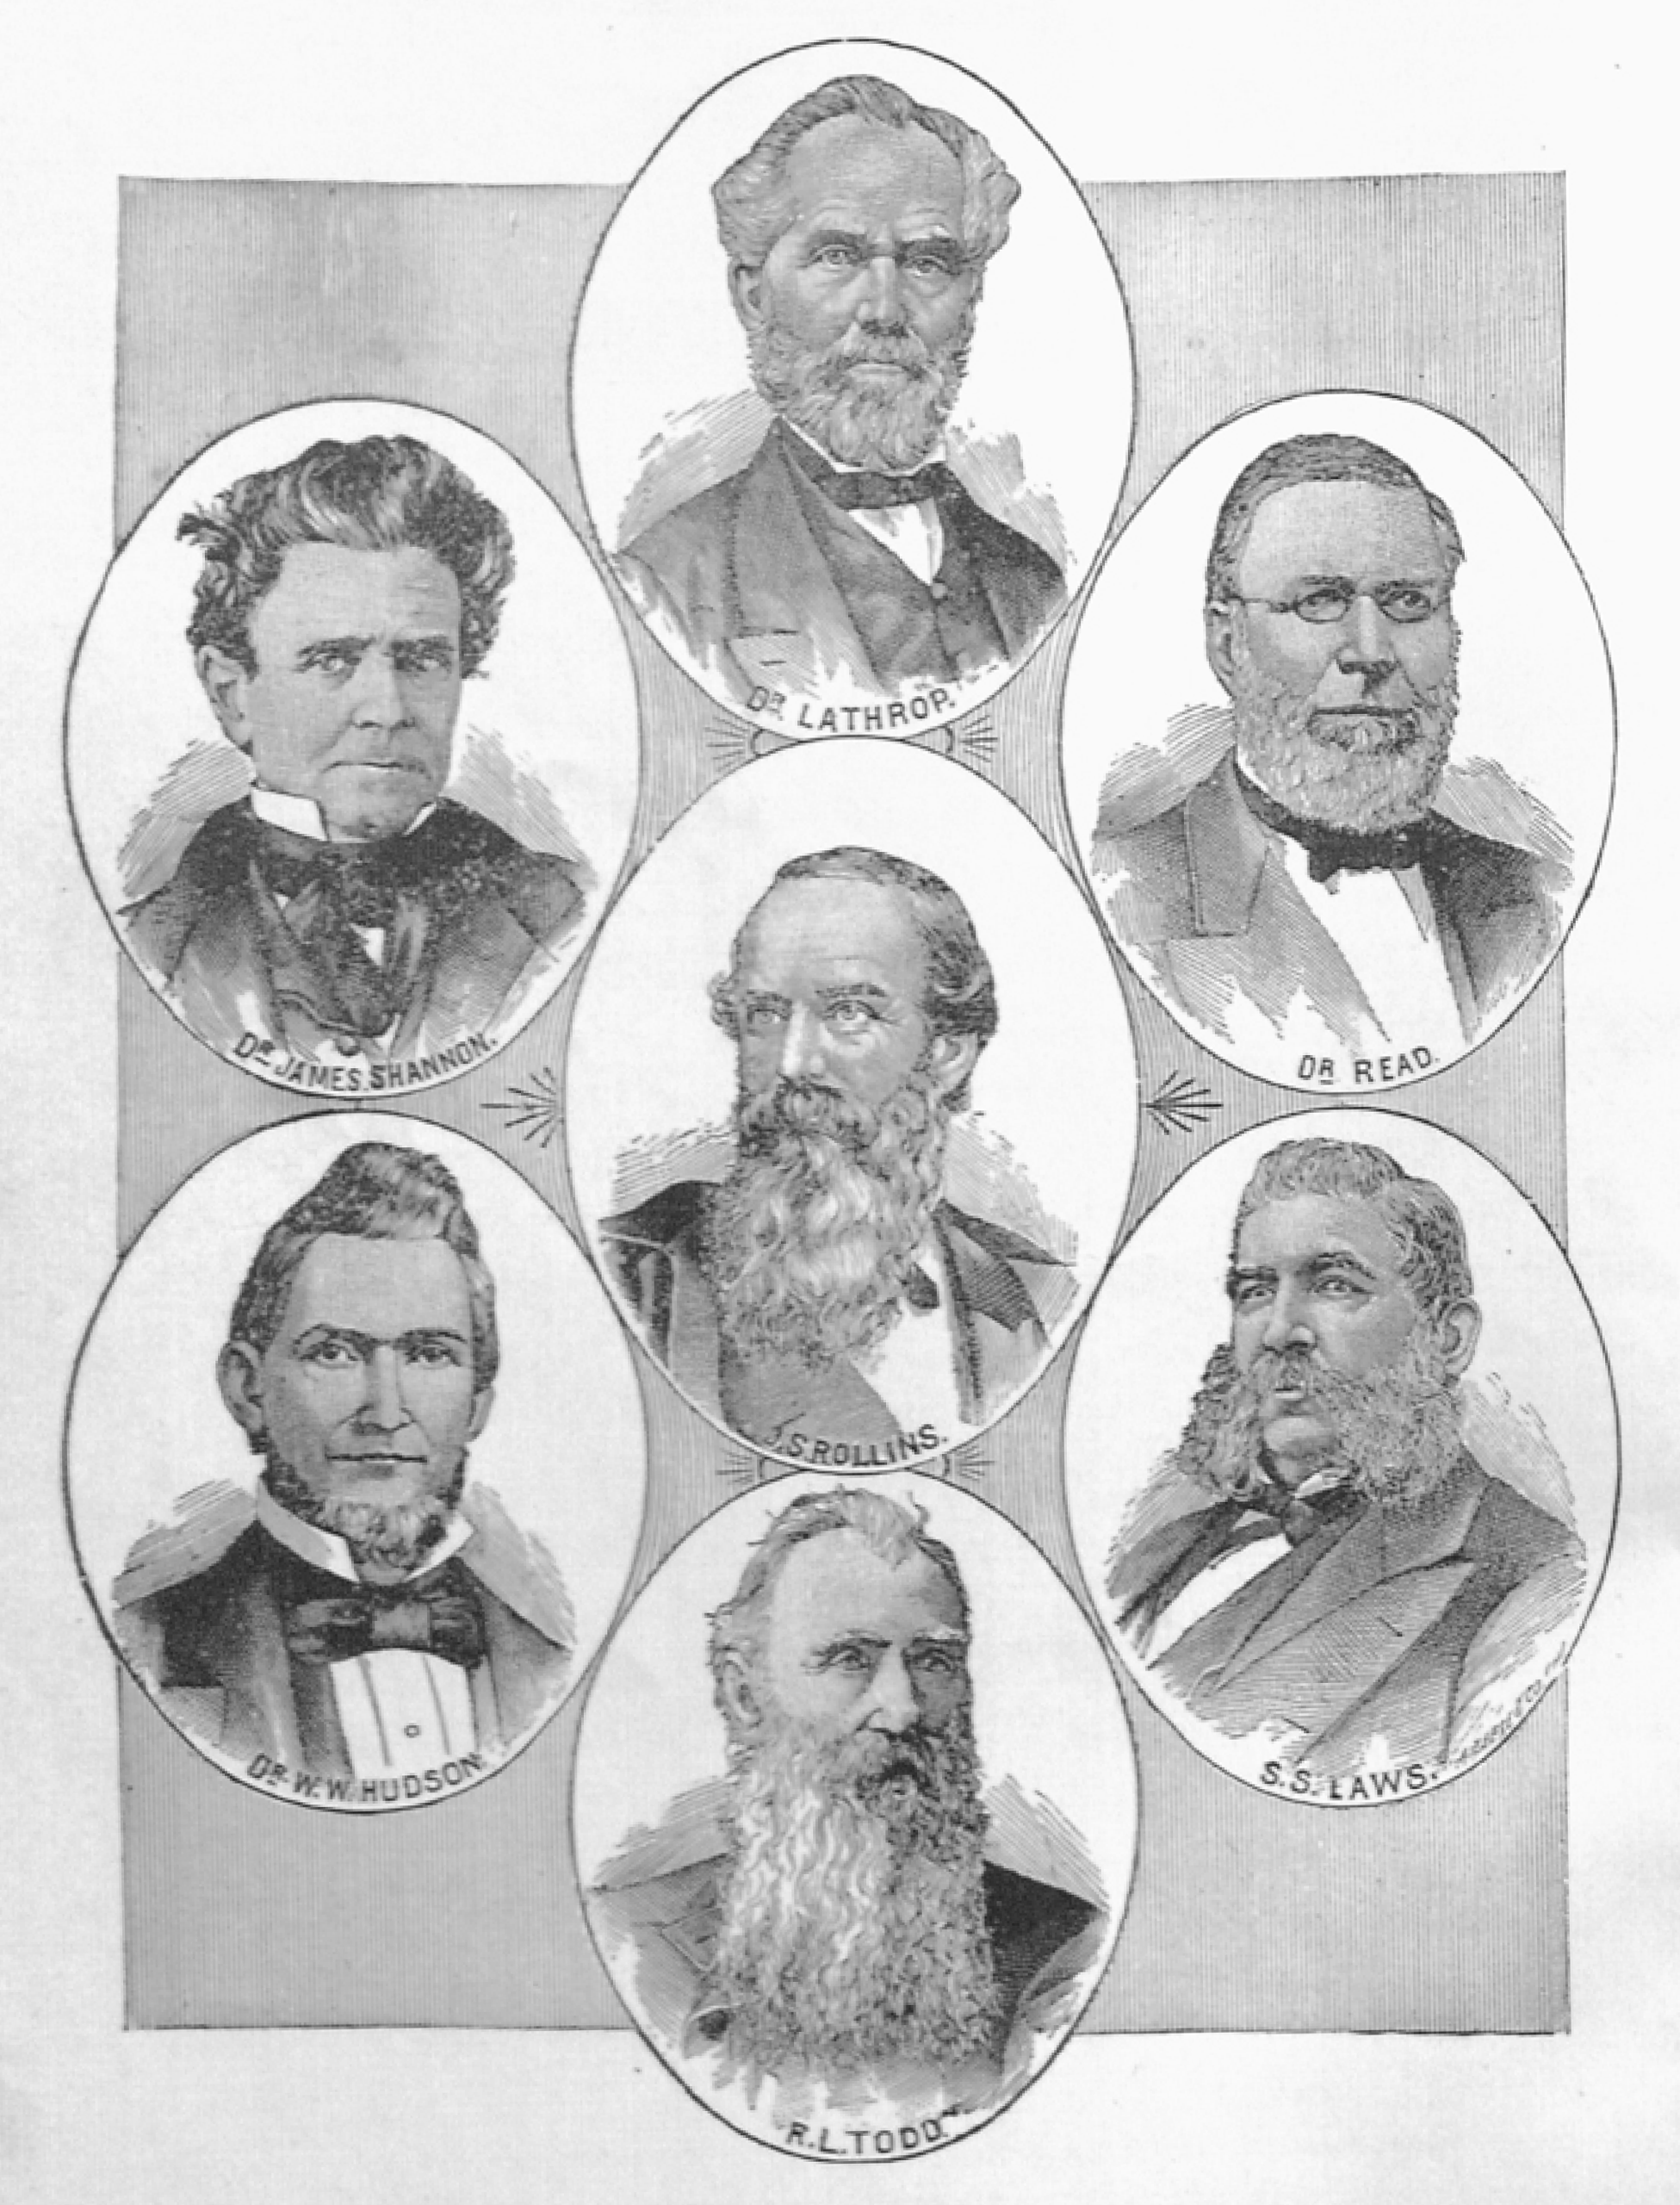 DR. LATHROP.
DR. JAMES. SHANNON.
DR READ.
J.S. ROLLINS.
DR. W. W. HUDSON.
S.S. LAWS.
R.L. TODD.